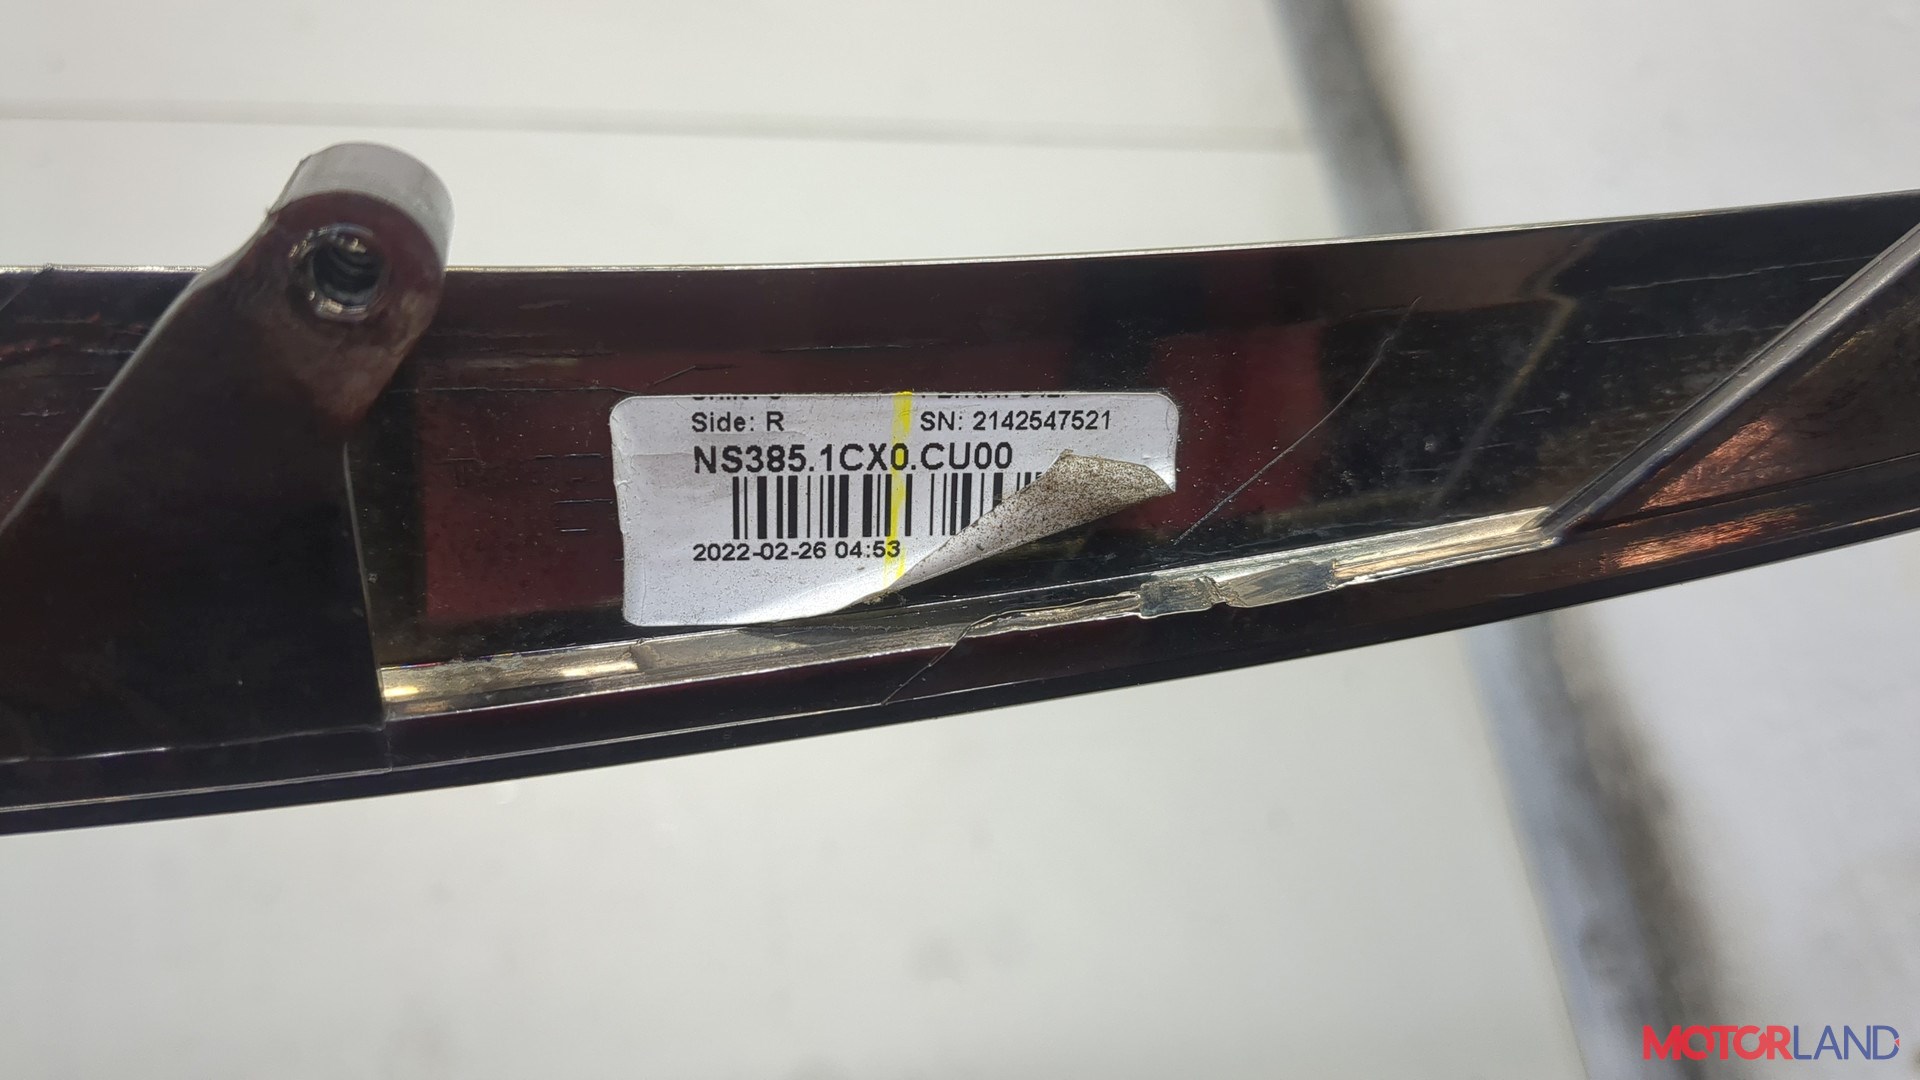 Side: R SN: 2142547521
NS385.1CX0.CU00
2022-02-26 04:53
MOTORLAND